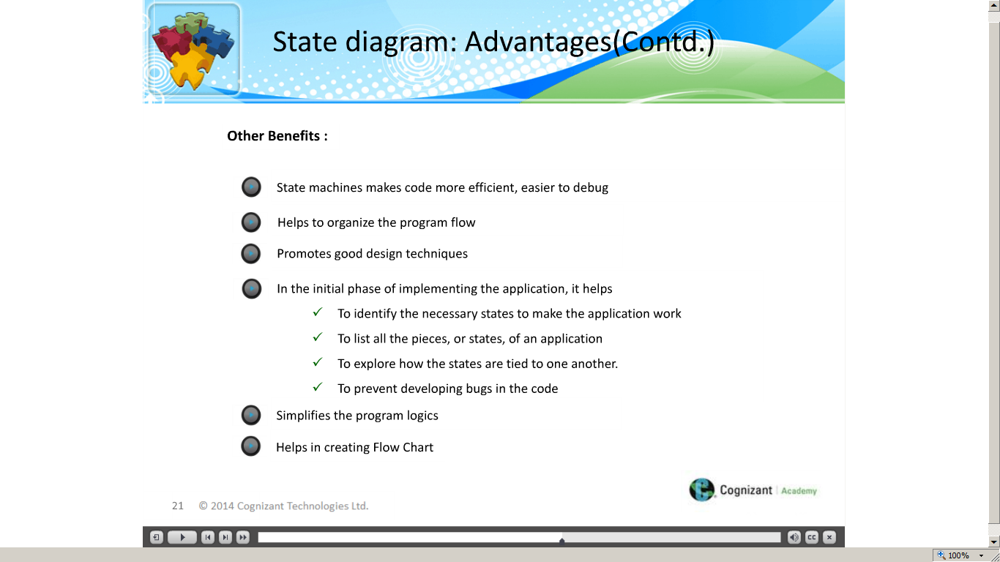 State diagram: Advantages(Contd.)
Other Benefits :
State machines makes code more efficient, easier to debug
Helps to organize the program flow
Promotes good design techniques
In the initial phase of implementing the application, it helps
To identify the necessary states to make the application work
To list all the pieces, or states, of an application
To explore how the states are tied to one another.
To prevent developing bugs in the code
Simplifies the program logics
Helps in creating Flow Chart
Cognizant | Academy
21 © 2014 Cognizant Technologies Ltd.
CC
100%